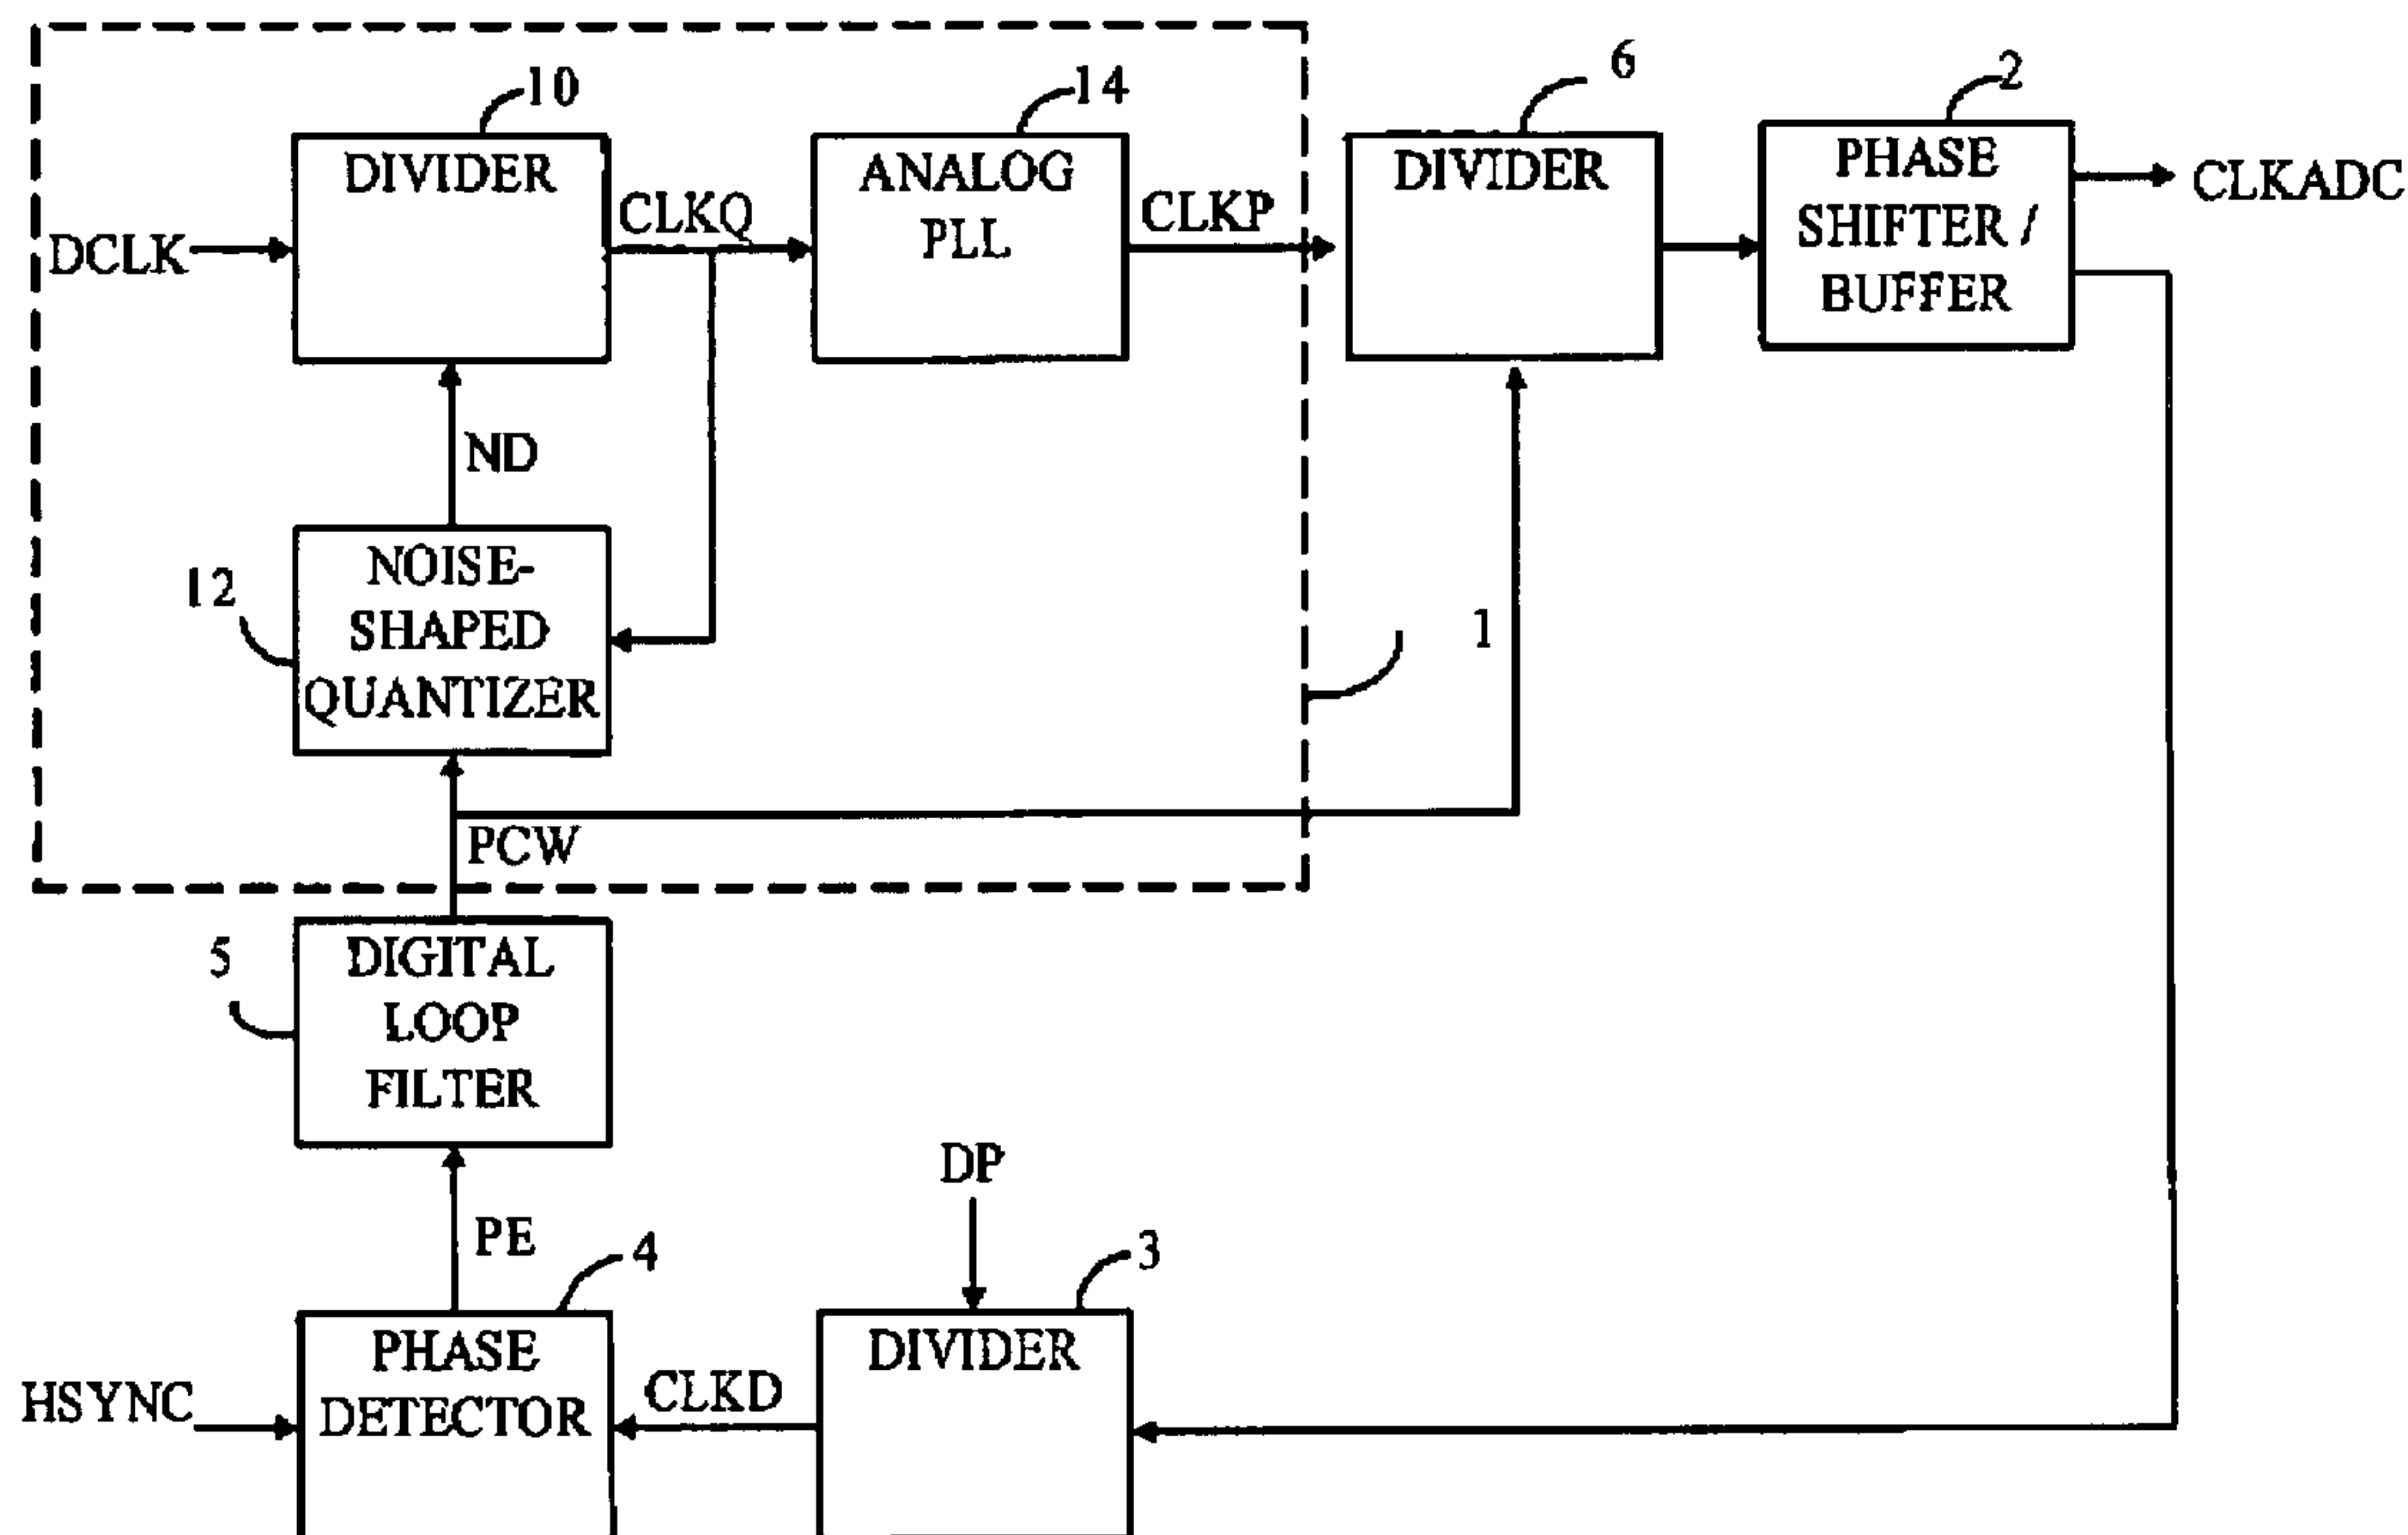 10
14
6
2
DIVIDER
ANALOG
PLL
DIVIDER
PHASE
SHIFTER /
BUFFER
CLKADC
DCLK
CLKQ
CLKP
ND
12
NOISE-
SHAPED
QUANTIZER
1
PCW
5
DIGITAL
LOOP
FILTER
DP
PE
4
3
HSYNC
PHASE
DETECTOR
CLKD
DIVIDER